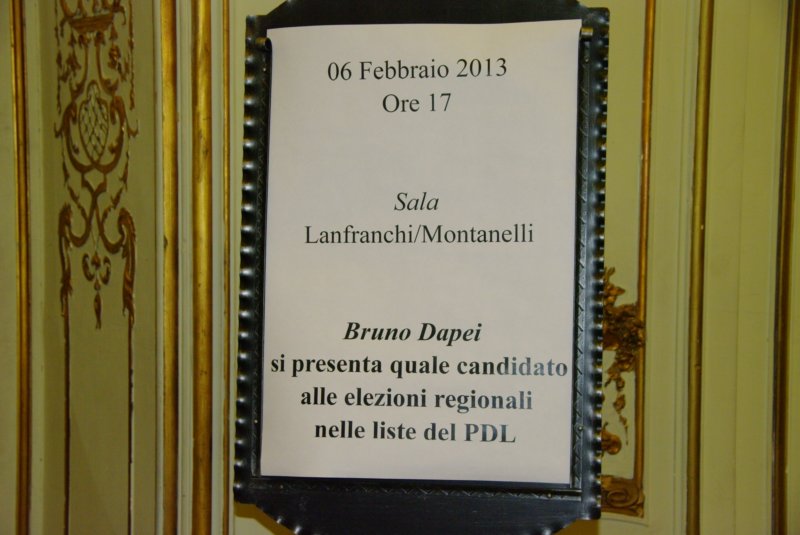 06 Febbraio 2013
Ore 17
Sala
Lanfranchi/Montanelli
Bruno Dapei
si presenta quale candidato
alle elezioni regionali
nelle liste del PDL